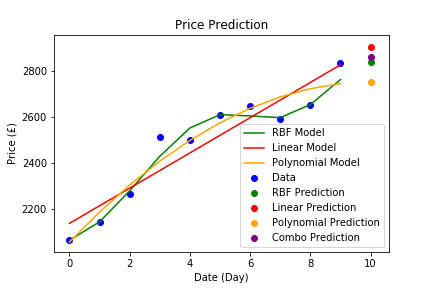 Price Prediction
Price (£)
2800
2600
2400
2200
RBF Model
Linear Model
Polynomial Model
Data
RBF Prediction
Linear Prediction
Polynomial Prediction
Combo Prediction
0 2 4 6 8 10
Date (Day)